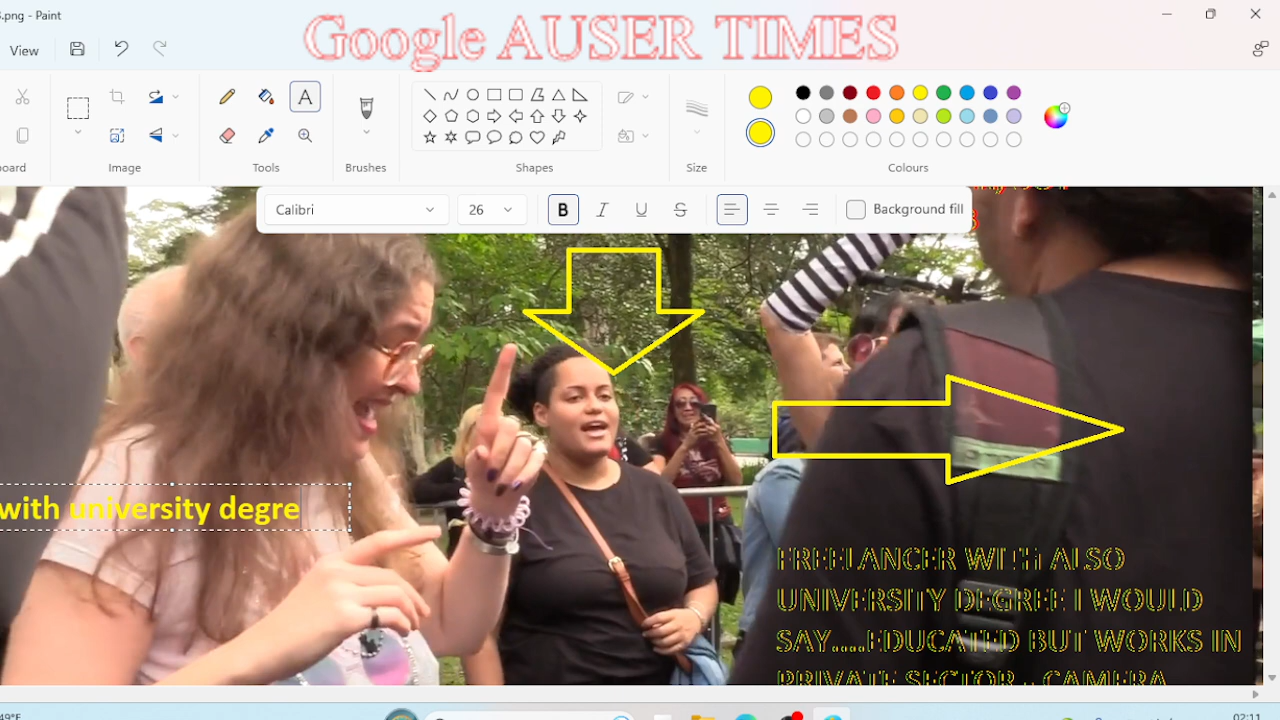 .png - Paint
Google AUSER TIMES
View
Image
Tools
Brushes
Shapes
Size
Colours
Calibri
26
B
I
U
S
Background fill
with university degre
FREELANCER WITH ALSO
UNIVERSITY DEGREE I WOULD
SAY.....EDUCATED BUT WORKS IN
PRIVATE SECTOR.. CAMERA
49°F
02:11